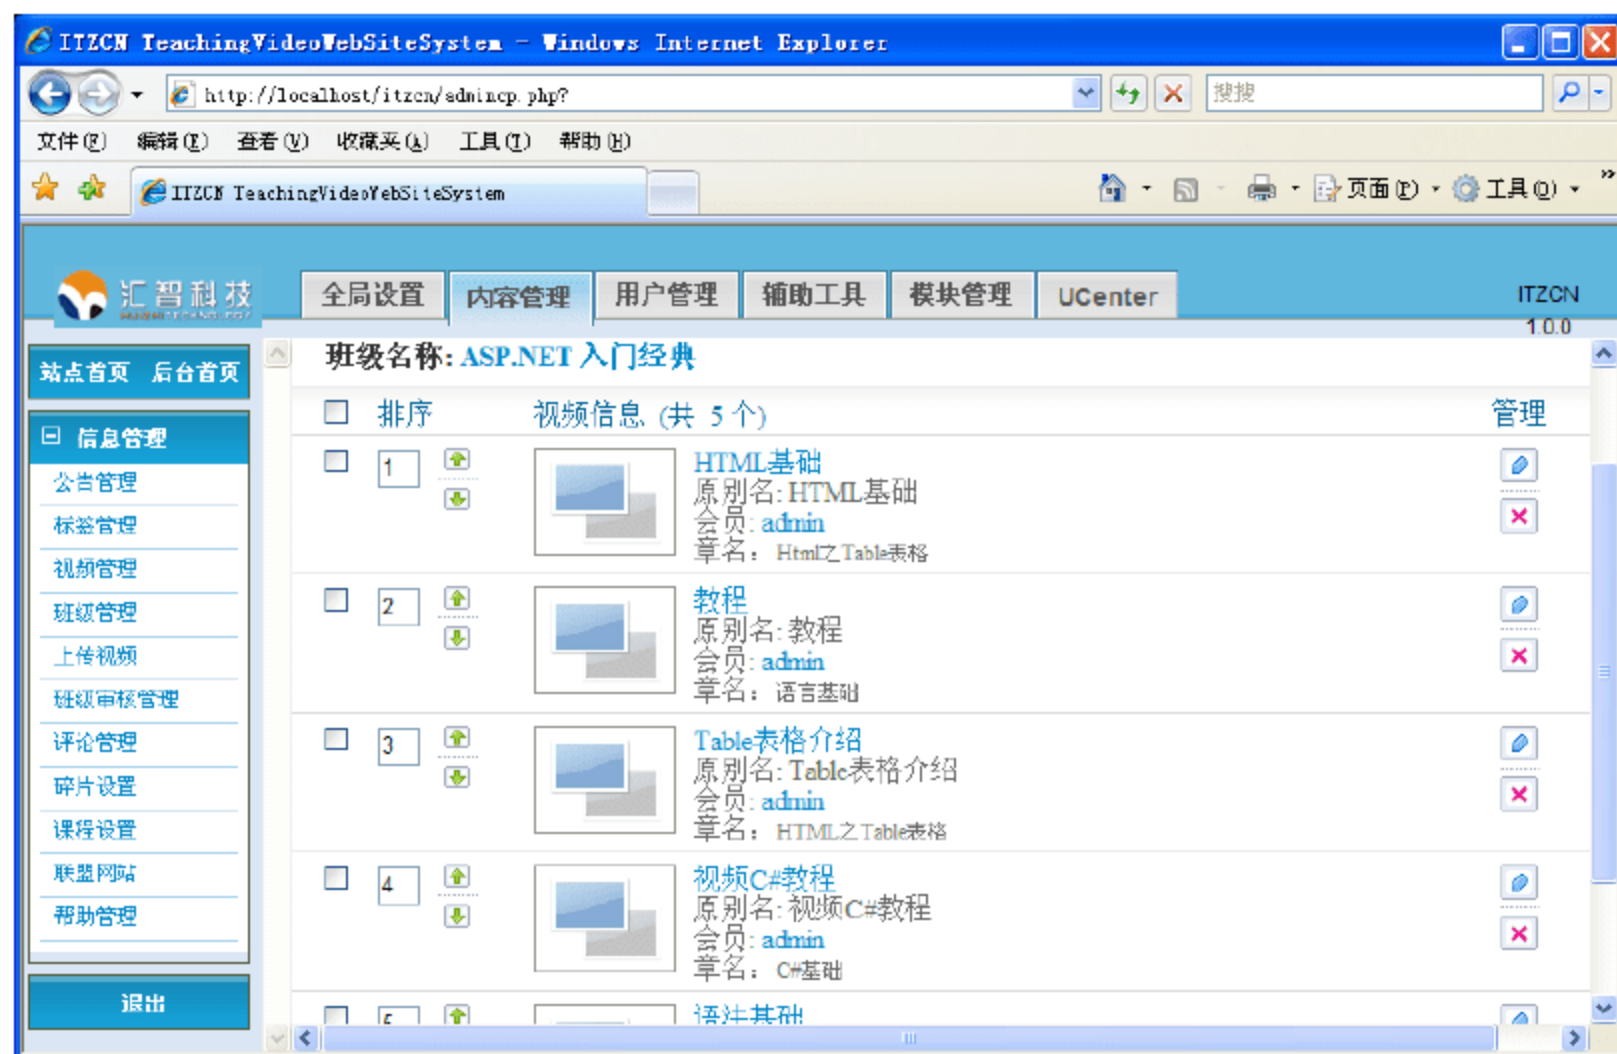 ITZCN TeachingVideoWebSiteSystem - Windows Internet Explorer
http://localhost/itzcn/admincp.php?
搜搜
文件(F) 编辑(E) 查看(V) 收藏夹(A) 工具(T) 帮助(H)
ITZCN TeachingVideoWebSiteSystem
页面(P) 工具(O) »
汇智科技 全局设置 内容管理 用户管理 辅助工具 模块管理 UCenter ITZCN
1.0.0
站点首页 后台首页
信息管理
公告管理
标签管理
视频管理
班级管理
上传视频
班级审核管理
评论管理
碎片设置
课程设置
联盟网站
帮助管理
退出
班级名称: ASP.NET 入门经典
排序 视频信息 (共 5 个) 管理
1 HTML基础
原别名: HTML基础
会员: admin
章名: Html之Table表格
2 教程
原别名: 教程
会员: admin
章名: 语言基础
3 Table表格介绍
原别名: Table表格介绍
会员: admin
章名: HTML之Table表格
4 视频C#教程
原别名: 视频C#教程
会员: admin
章名: C#基础
5 语法基础